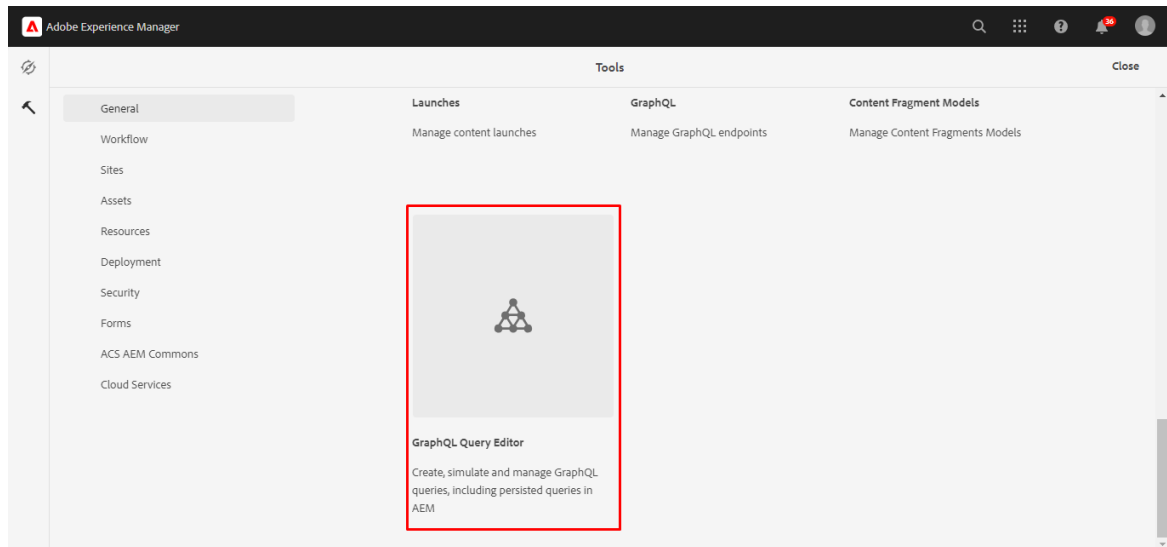 Adobe Experience Manager
36
Tools
Close
General
Workflow
Sites
Assets
Resources
Deployment
Security
Forms
ACS AEM Commons
Cloud Services
Launches
Manage content launches
GraphQL
Manage GraphQL endpoints
Content Fragment Models
Manage Content Fragments Models
GraphQL Query Editor
Create, simulate and manage GraphQL
queries, including persisted queries in
AEM